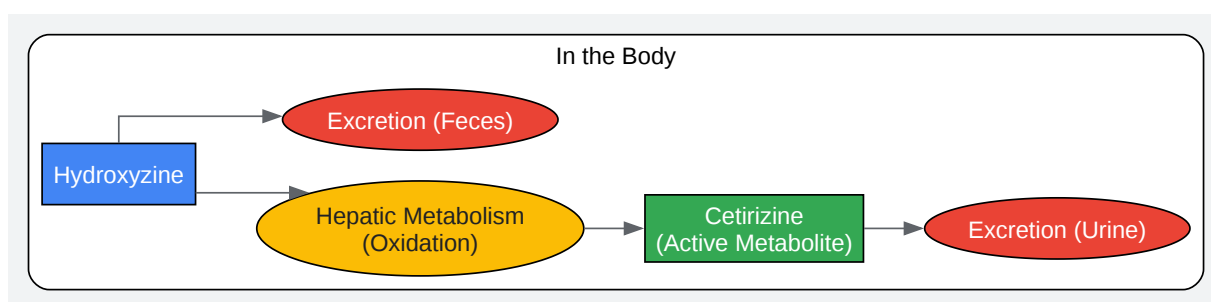 In the Body
Excretion (Feces)
Hydroxyzine
Hepatic Metabolism
(Oxidation)
Cetirizine
(Active Metabolite)
Excretion (Urine)